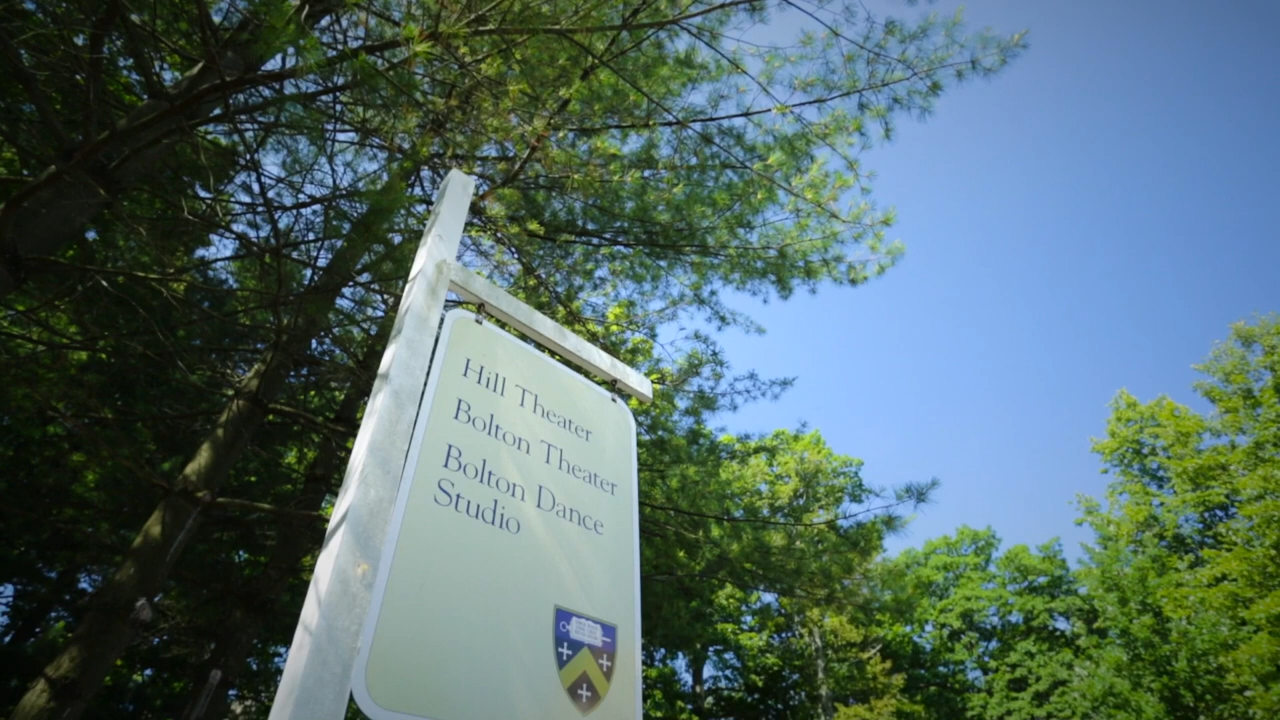 Hill Theater
Bolton Theater
Bolton Dance
Studio